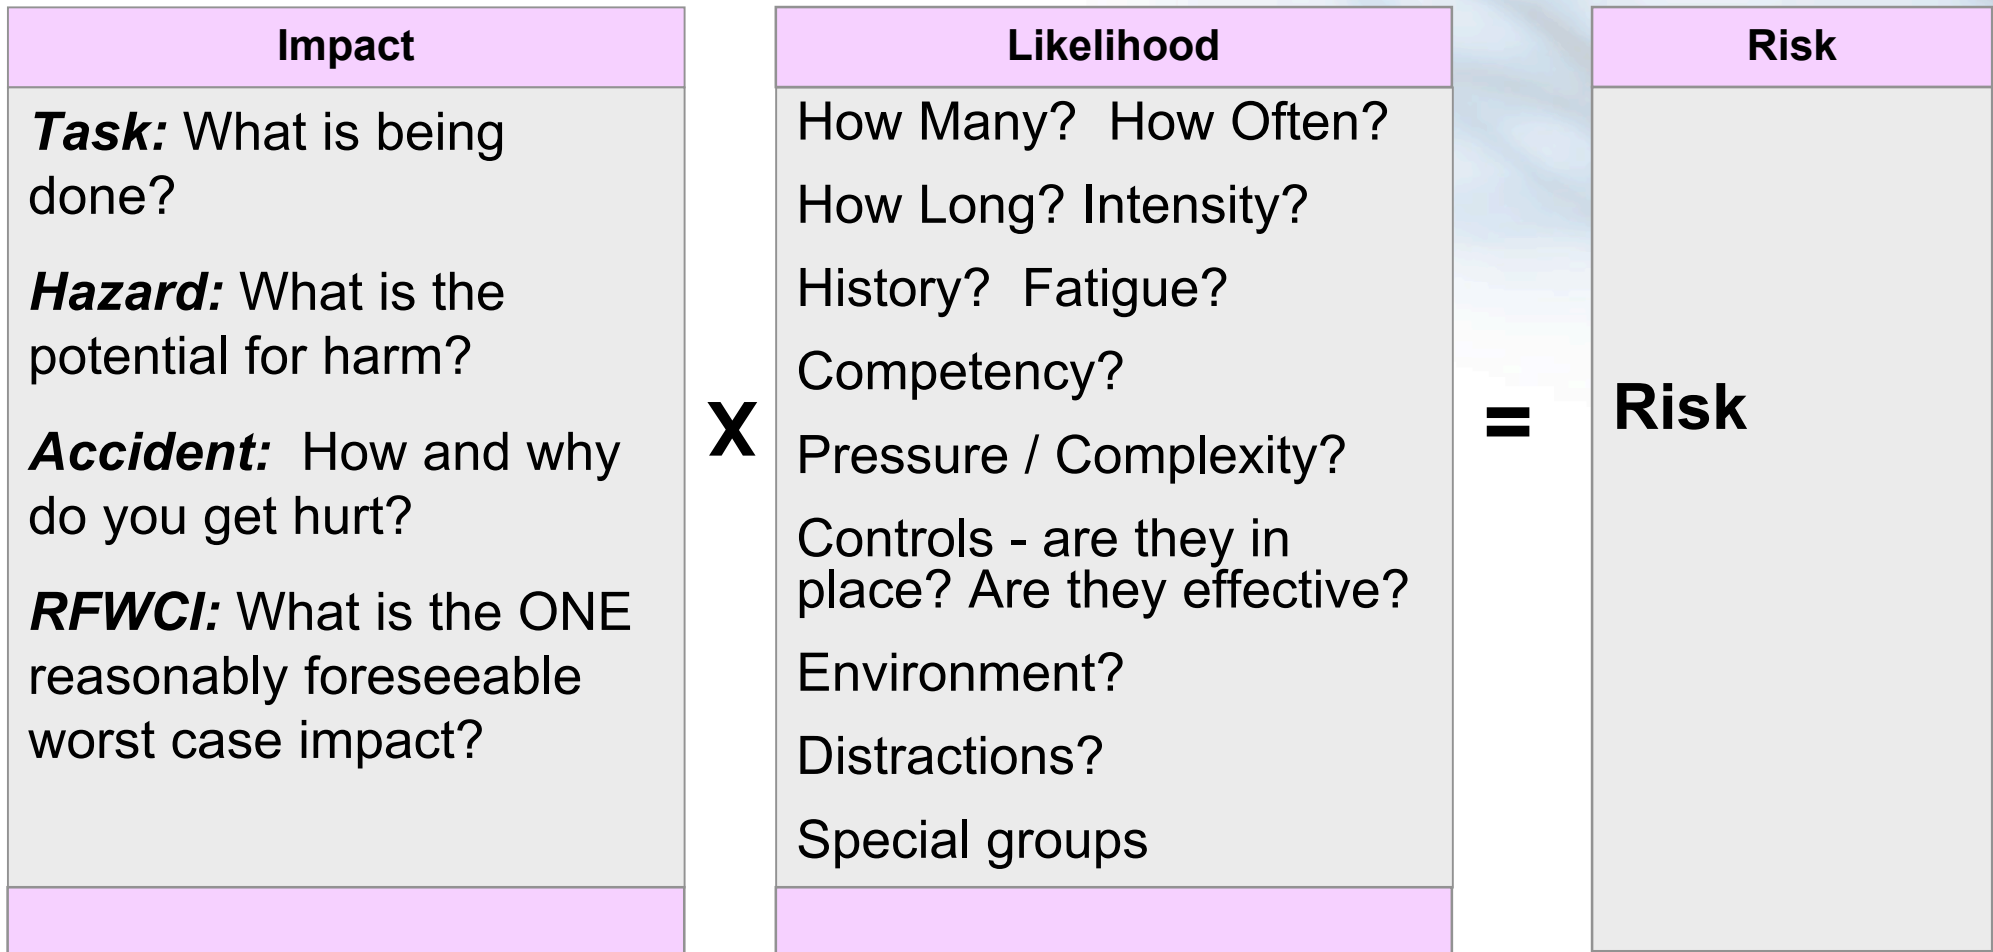 Impact
Task: What is being
done?
Hazard: What is the
potential for harm?
Accident: How and why
do you get hurt?
RFWCI: What is the ONE
reasonably foreseeable
worst case impact?
X
Likelihood
How Many? How Often?
How Long? Intensity?
History? Fatigue?
Competency?
Pressure / Complexity?
Controls - are they in
place? Are they effective?
Environment?
Distractions?
Special groups
=
Risk
Risk